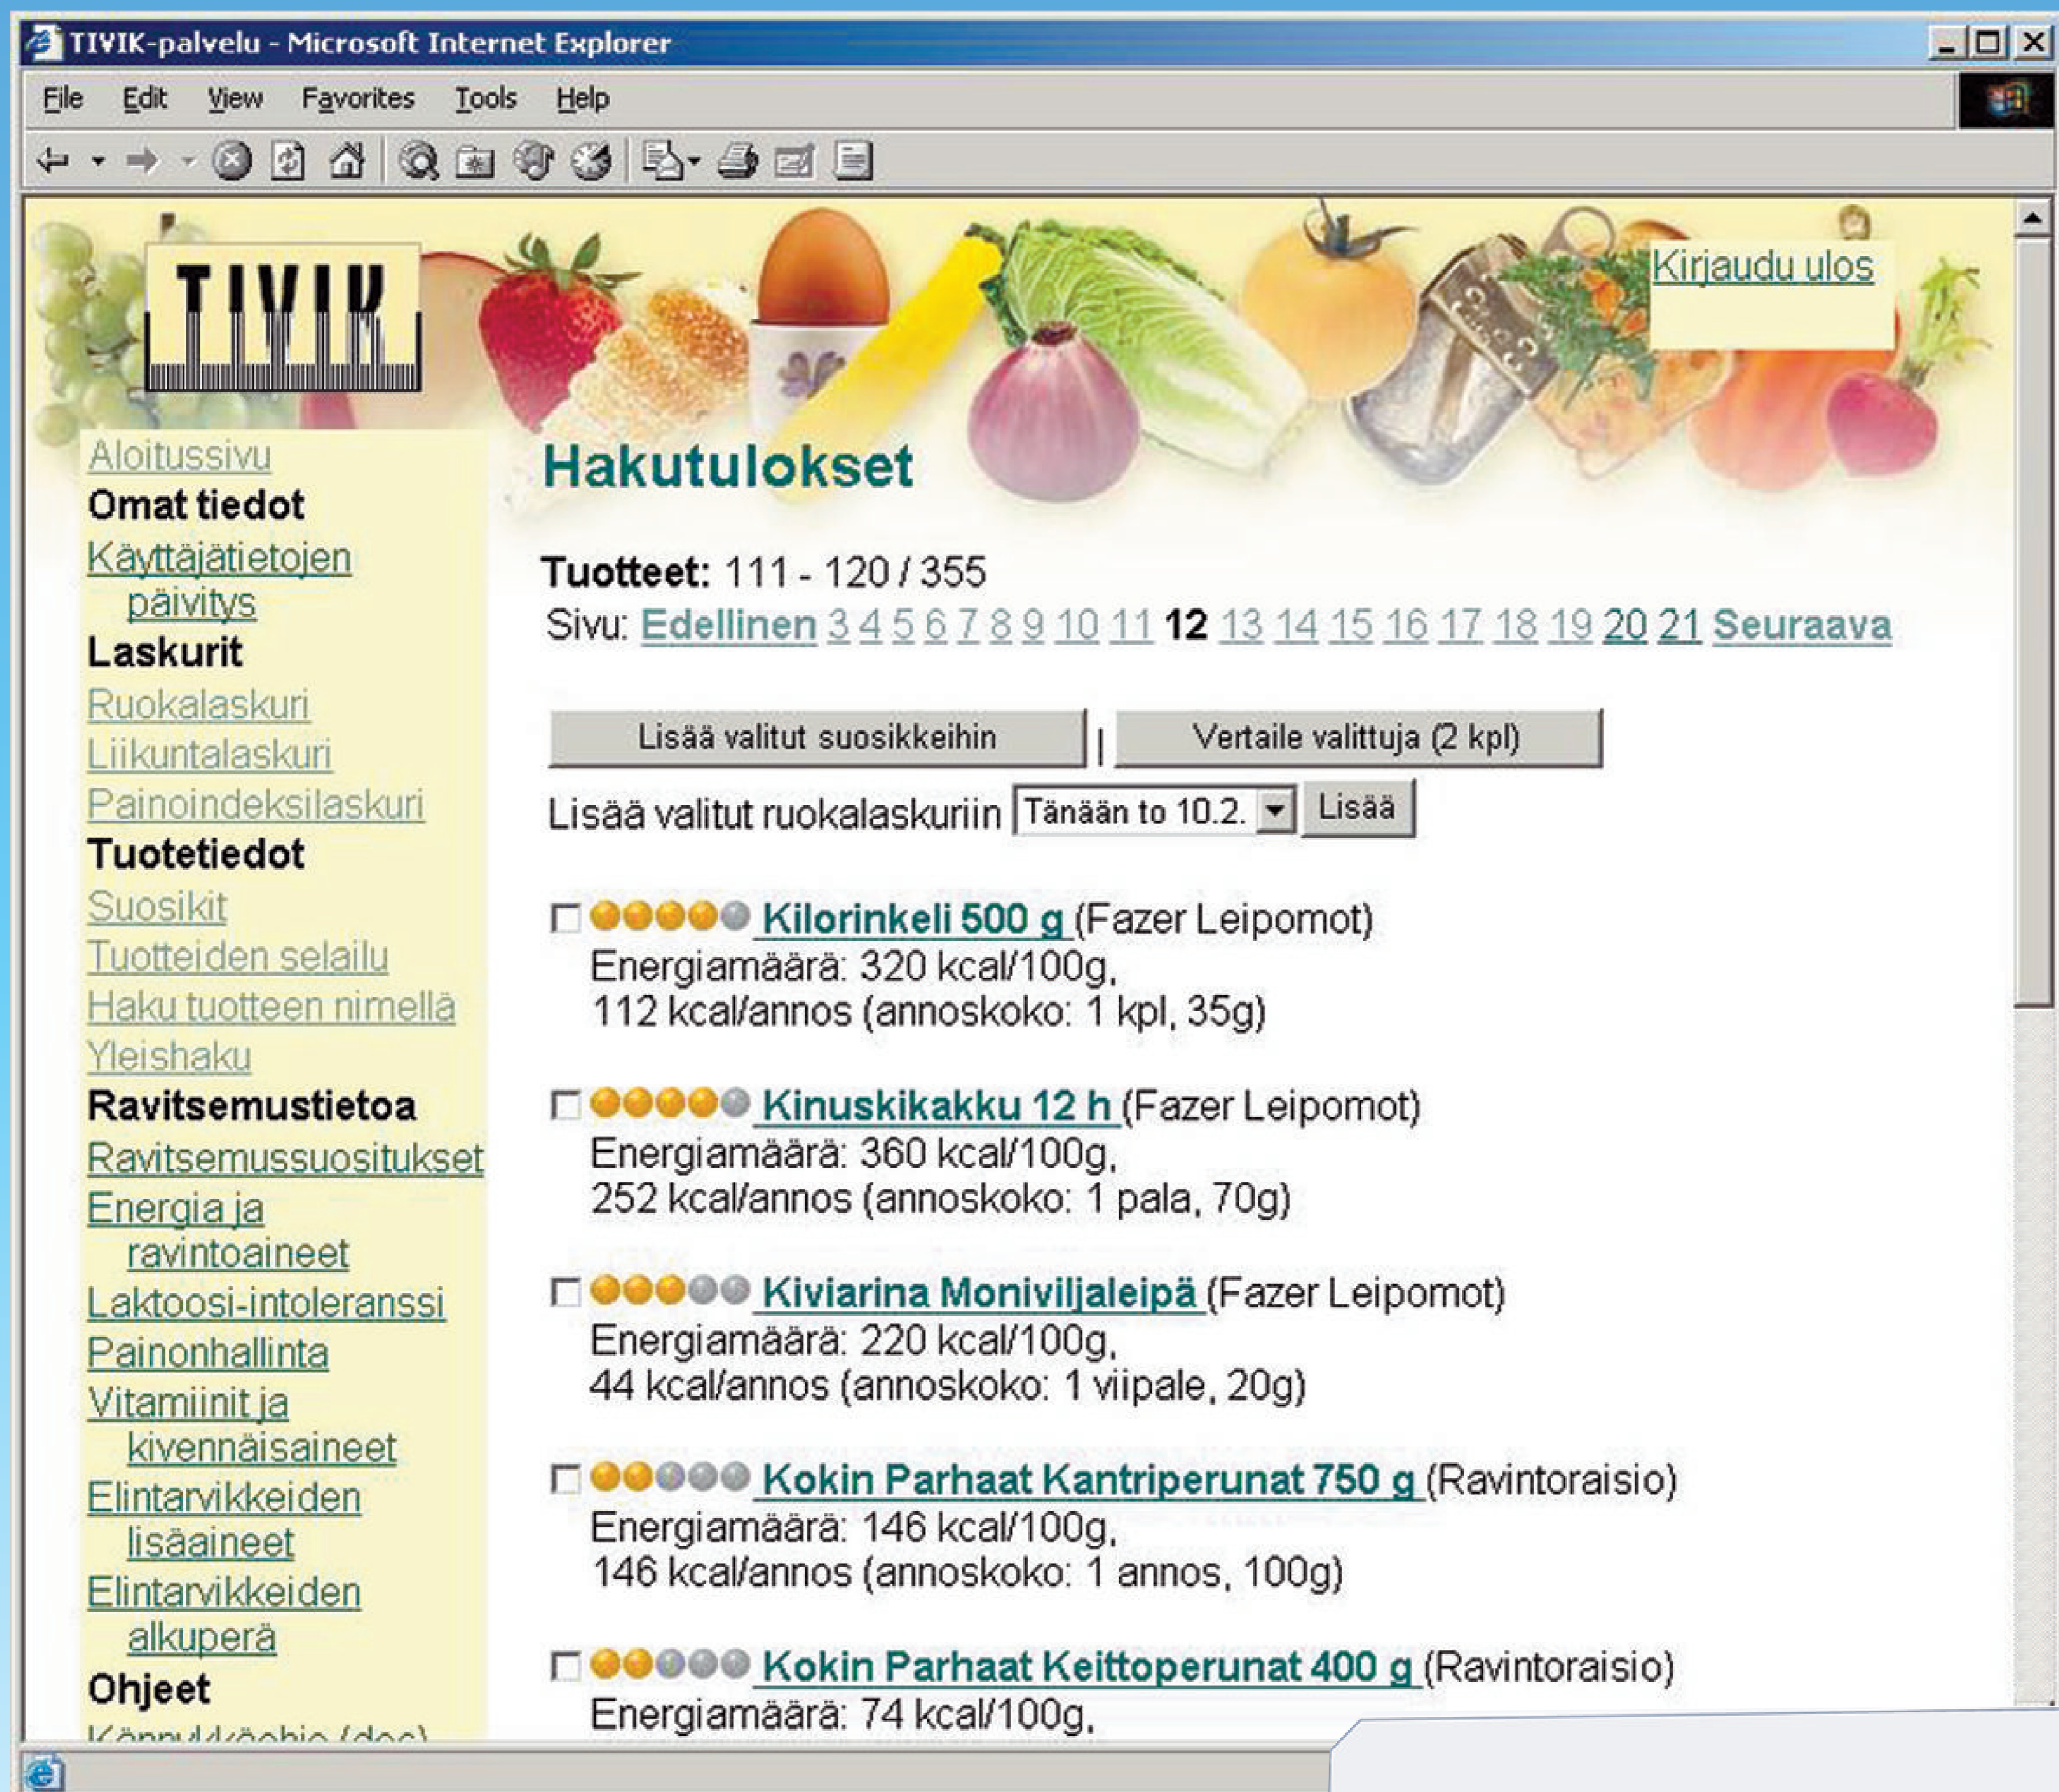 TIVIK-palvelu - Microsoft Internet Explorer
File Edit View Favorites Tools Help
TIVIK
Kirjaudu ulos
Aloitussivu
Omat tiedot
Käyttäjätietojen
päivitys
Laskurit
Ruokalaskuri
Liikuntalaskuri
Painoindeksilaskuri
Tuotetiedot
Suosikit
Tuotteiden selailu
Haku tuotteen nimellä
Yleishaku
Ravitsemustietoa
Ravitsemussuositukset
Energia ja
ravintoaineet
Laktoosi-intoleranssi
Painonhallinta
Vitamiinit ja
kivennäisaineet
Elintarvikkeiden
lisäaineet
Elintarvikkeiden
alkuperä
Ohjeet
Hakutulokset
Tuotteet: 111 - 120 / 355
Sivu: Edellinen 3 4 5 6 7 8 9 10 11 12 13 14 15 16 17 18 19 20 21 Seuraava
Lisää valitut suosikkeihin | Vertaile valittuja (2 kpl)
Lisää valitut ruokalaskuriin Tänään to 10.2. Lisää
Kilorinkeli 500 g (Fazer Leipomot)
Energiamäärä: 320 kcal/100g,
112 kcal/annos (annoskoko: 1 kpl, 35g)
Kinuskikakku 12 h (Fazer Leipomot)
Energiamäärä: 360 kcal/100g,
252 kcal/annos (annoskoko: 1 pala, 70g)
Kiviarina Moniviljaleipä (Fazer Leipomot)
Energiamäärä: 220 kcal/100g,
44 kcal/annos (annoskoko: 1 viipale, 20g)
Kokin Parhaat Kantriperunat 750 g (Ravintoraisio)
Energiamäärä: 146 kcal/100g,
146 kcal/annos (annoskoko: 1 annos, 100g)
Kokin Parhaat Keittoperunat 400 g (Ravintoraisio)
Energiamäärä: 74 kcal/100g,